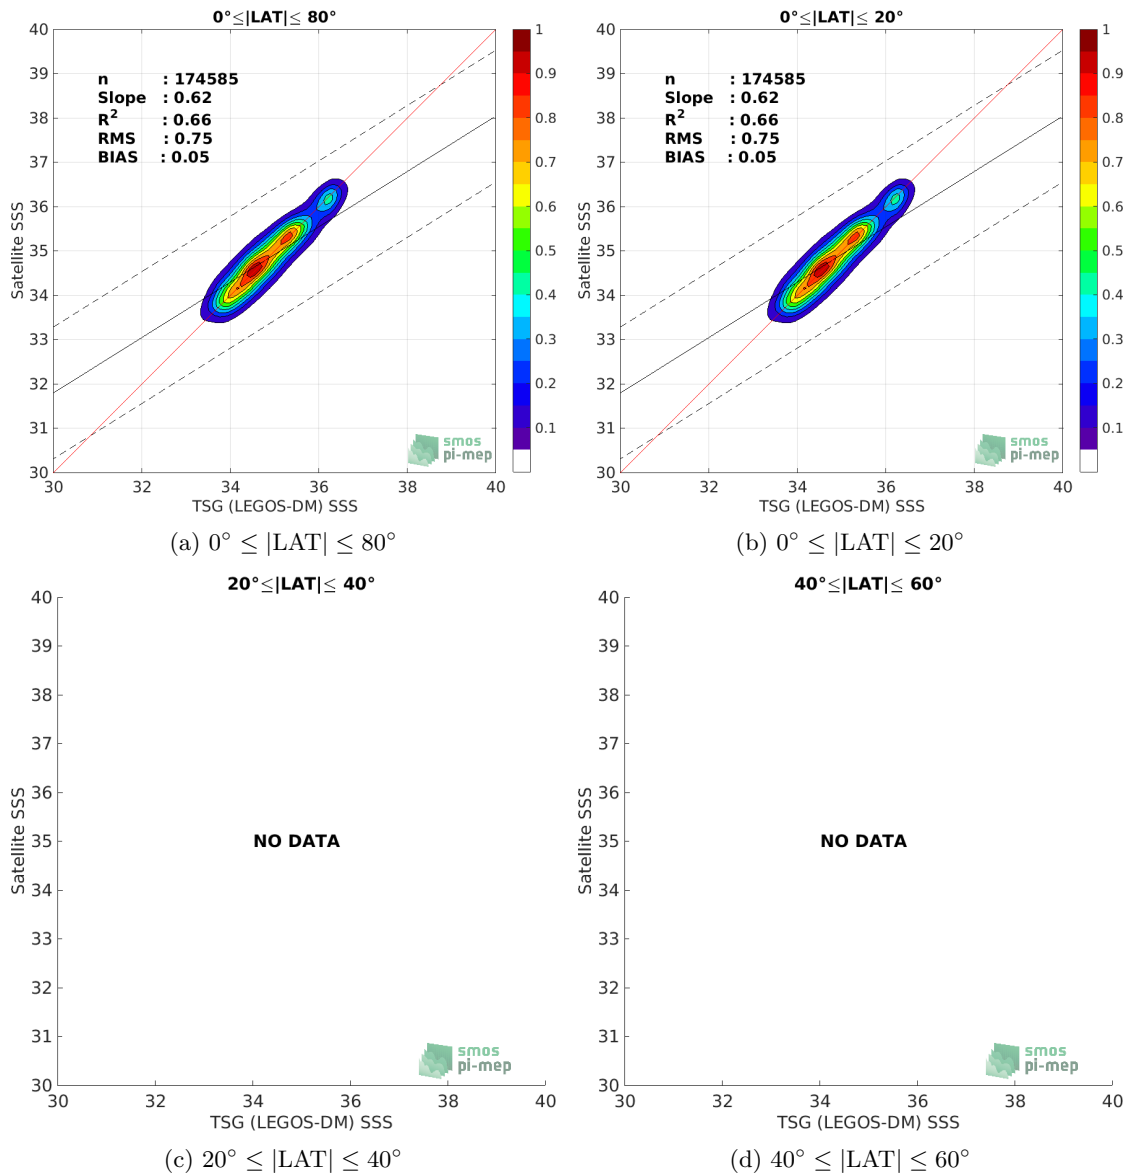 0°≤|LAT|≤ 80°
40
39
38
37
36
35
34
33
32
31
30
Satellite SSS
n : 174585
Slope : 0.62
R² : 0.66
RMS : 0.75
BIAS : 0.05
smos
pi-mep
30 32 34 36 38 40
TSG (LEGOS-DM) SSS
1
0.9
0.8
0.7
0.6
0.5
0.4
0.3
0.2
0.1
(a) 0° ≤ |LAT| ≤ 80°
0°≤|LAT|≤ 20°
40
39
38
37
36
35
34
33
32
31
30
Satellite SSS
n : 174585
Slope : 0.62
R² : 0.66
RMS : 0.75
BIAS : 0.05
smos
pi-mep
30 32 34 36 38 40
TSG (LEGOS-DM) SSS
1
0.9
0.8
0.7
0.6
0.5
0.4
0.3
0.2
0.1
(b) 0° ≤ |LAT| ≤ 20°
20°≤|LAT|≤ 40°
40
39
38
37
36
35
34
33
32
31
30
Satellite SSS
NO DATA
smos
pi-mep
30 32 34 36 38 40
TSG (LEGOS-DM) SSS
(c) 20° ≤ |LAT| ≤ 40°
40°≤|LAT|≤ 60°
40
39
38
37
36
35
34
33
32
31
30
Satellite SSS
NO DATA
smos
pi-mep
30 32 34 36 38 40
TSG (LEGOS-DM) SSS
(d) 40° ≤ |LAT| ≤ 60°